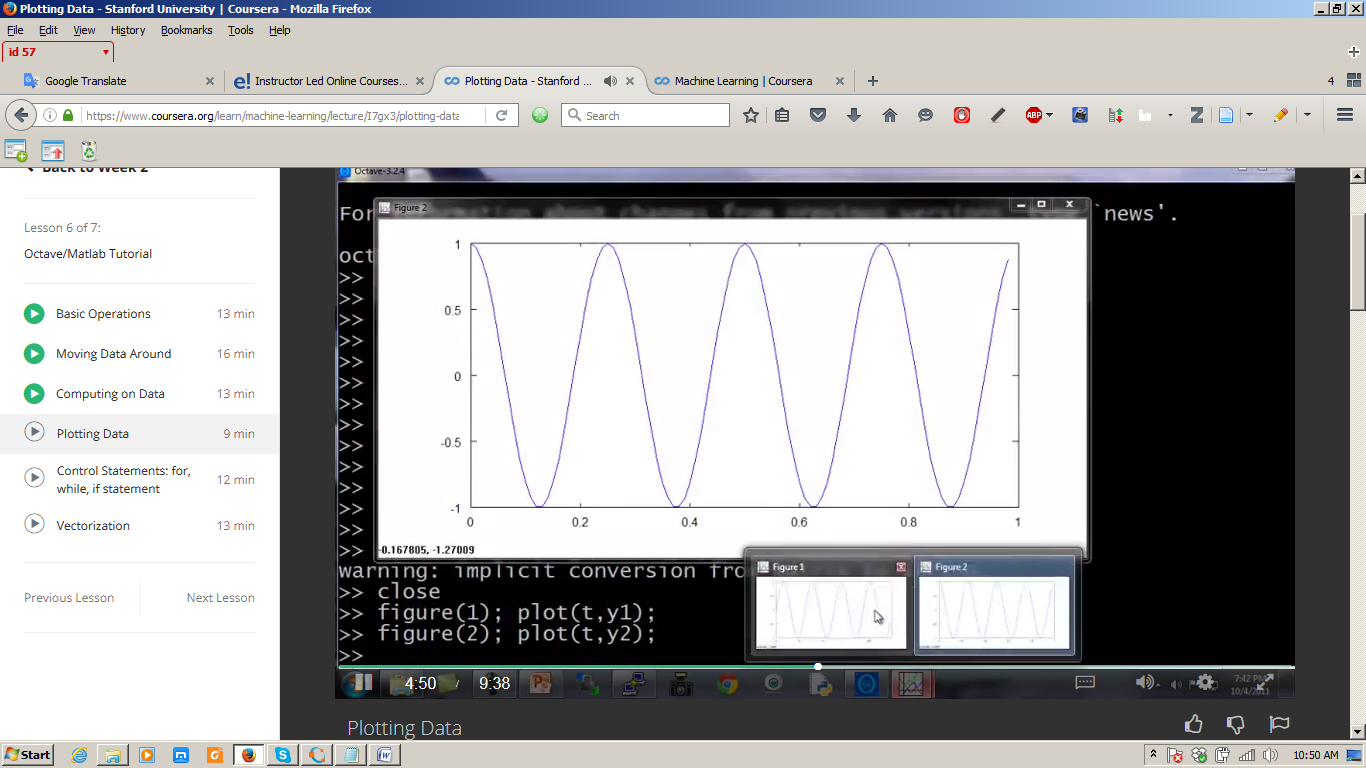 Plotting Data - Stanford University | Coursera - Mozilla Firefox
File Edit View History Bookmarks Tools Help
id 57
Google Translate
e! Instructor Led Online Courses...
Plotting Data - Stanford ...
Machine Learning | Coursera
4
https://www.coursera.org/learn/machine-learning/lecture/I7gx3/plotting-data
Search
ABP
Back to Week 2
Lesson 6 of 7:
Octave/Matlab Tutorial
Basic Operations 13 min
Moving Data Around 16 min
Computing on Data 13 min
Plotting Data 9 min
Control Statements: for,
while, if statement 12 min
Vectorization 13 min
Previous Lesson Next Lesson
Octave-3.2.4
For `news'.
Figure 2
oct
>>
>>
>>
>>
>>
>>
>>
>>
>>
>>
>>
>>
>>
>>
1
0.5
0
-0.5
-1
0 0.2 0.4 0.6 0.8 1
-0.167805, -1.27009
warning: implicit conversion fro
>> close
>> figure(1); plot(t,y1);
>> figure(2); plot(t,y2);
>>
Figure 1
Figure 2
4:50 9:38
7:42 PM
10/4/2011
Plotting Data
Start
10:50 AM